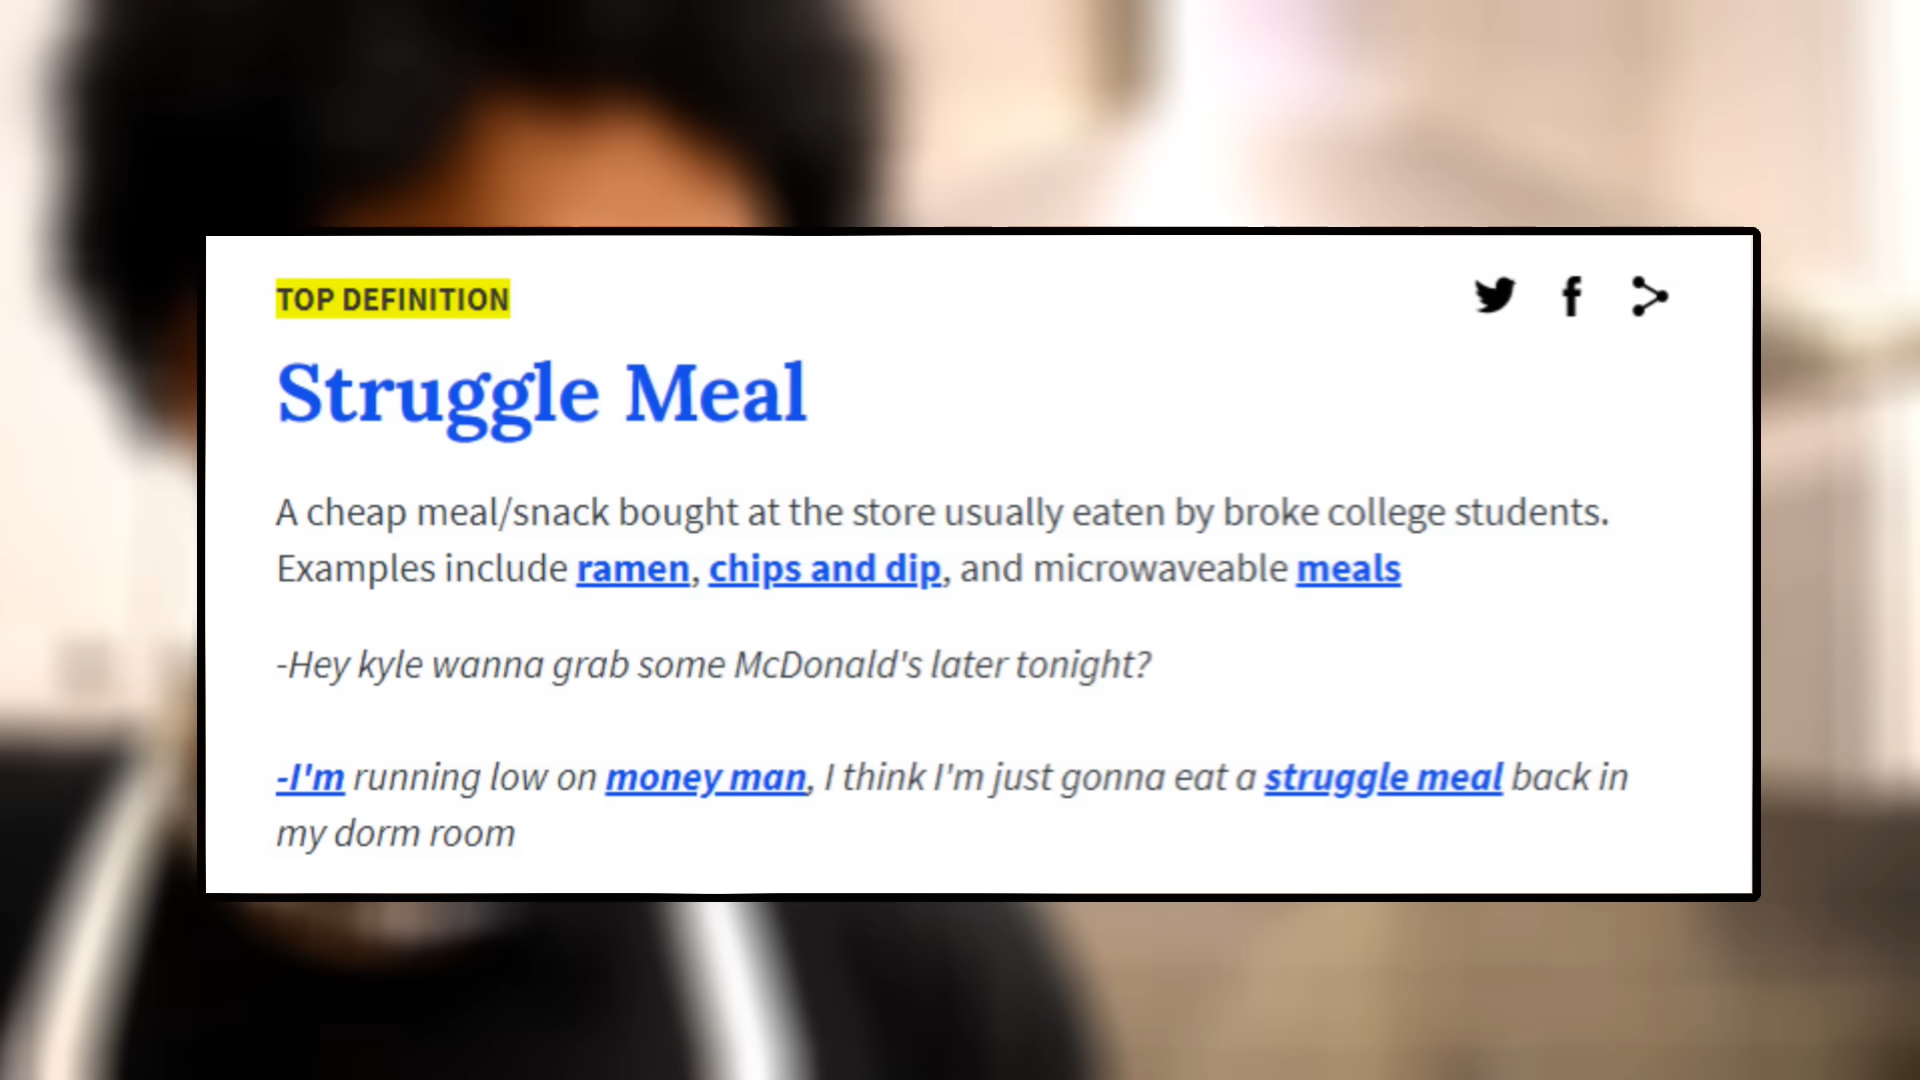 TOP DEFINITION
Struggle Meal
A cheap meal/snack bought at the store usually eaten by broke college students.
Examples include ramen, chips and dip, and microwaveable meals
-Hey kyle wanna grab some McDonald's later tonight?
-I'm running low on money man, I think I'm just gonna eat a struggle meal back in
my dorm room